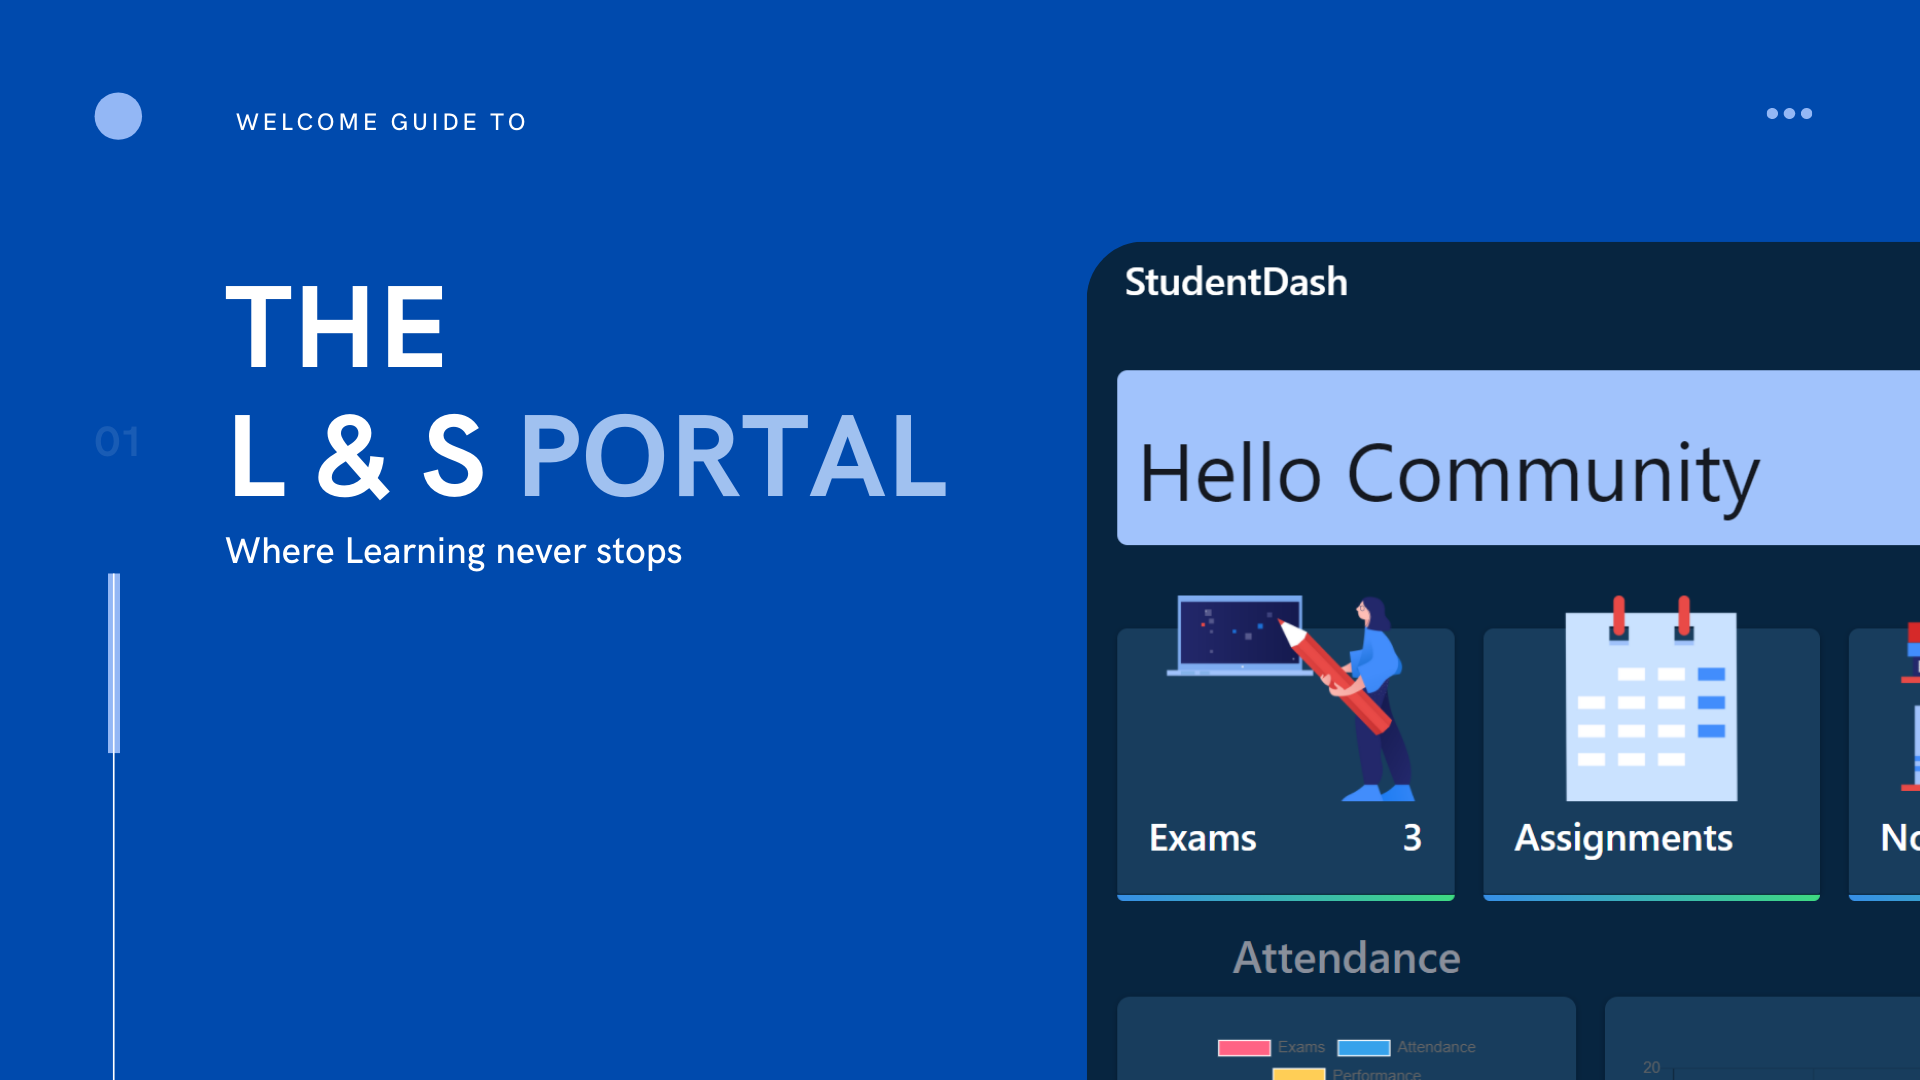 WELCOME GUIDE TO
THE
L & S PORTAL
01
Where Learning never stops
StudentDash
Hello Community
Exams 3
Assignments
Attendance
Exams Attendance
Performance
20